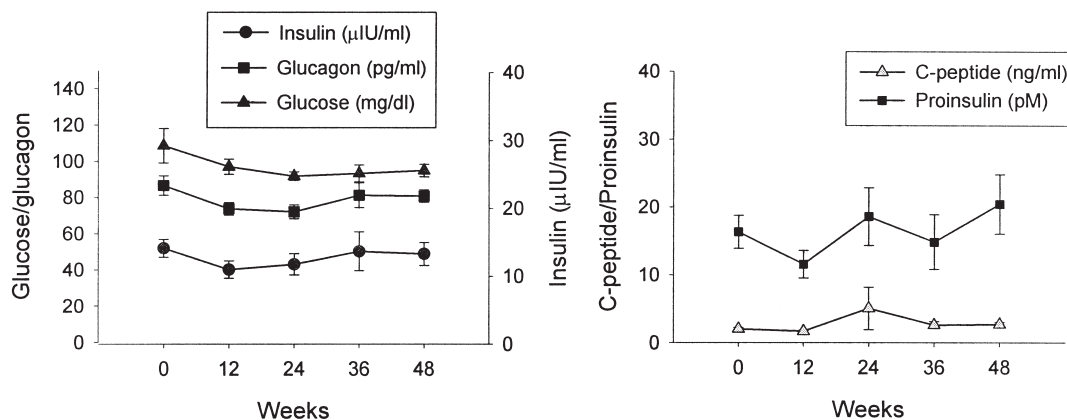 Insulin (μIU/ml)
Glucagon (pg/ml)
Glucose (mg/dl)
Glucose/glucagon
140
120
100
80
60
40
20
0
40
30
20
10
0
Insulin (μIU/ml)
0 12 24 36 48
Weeks
C-peptide (ng/ml)
Proinsulin (pM)
C-peptide/Proinsulin
40
30
20
10
0
0 12 24 36 48
Weeks